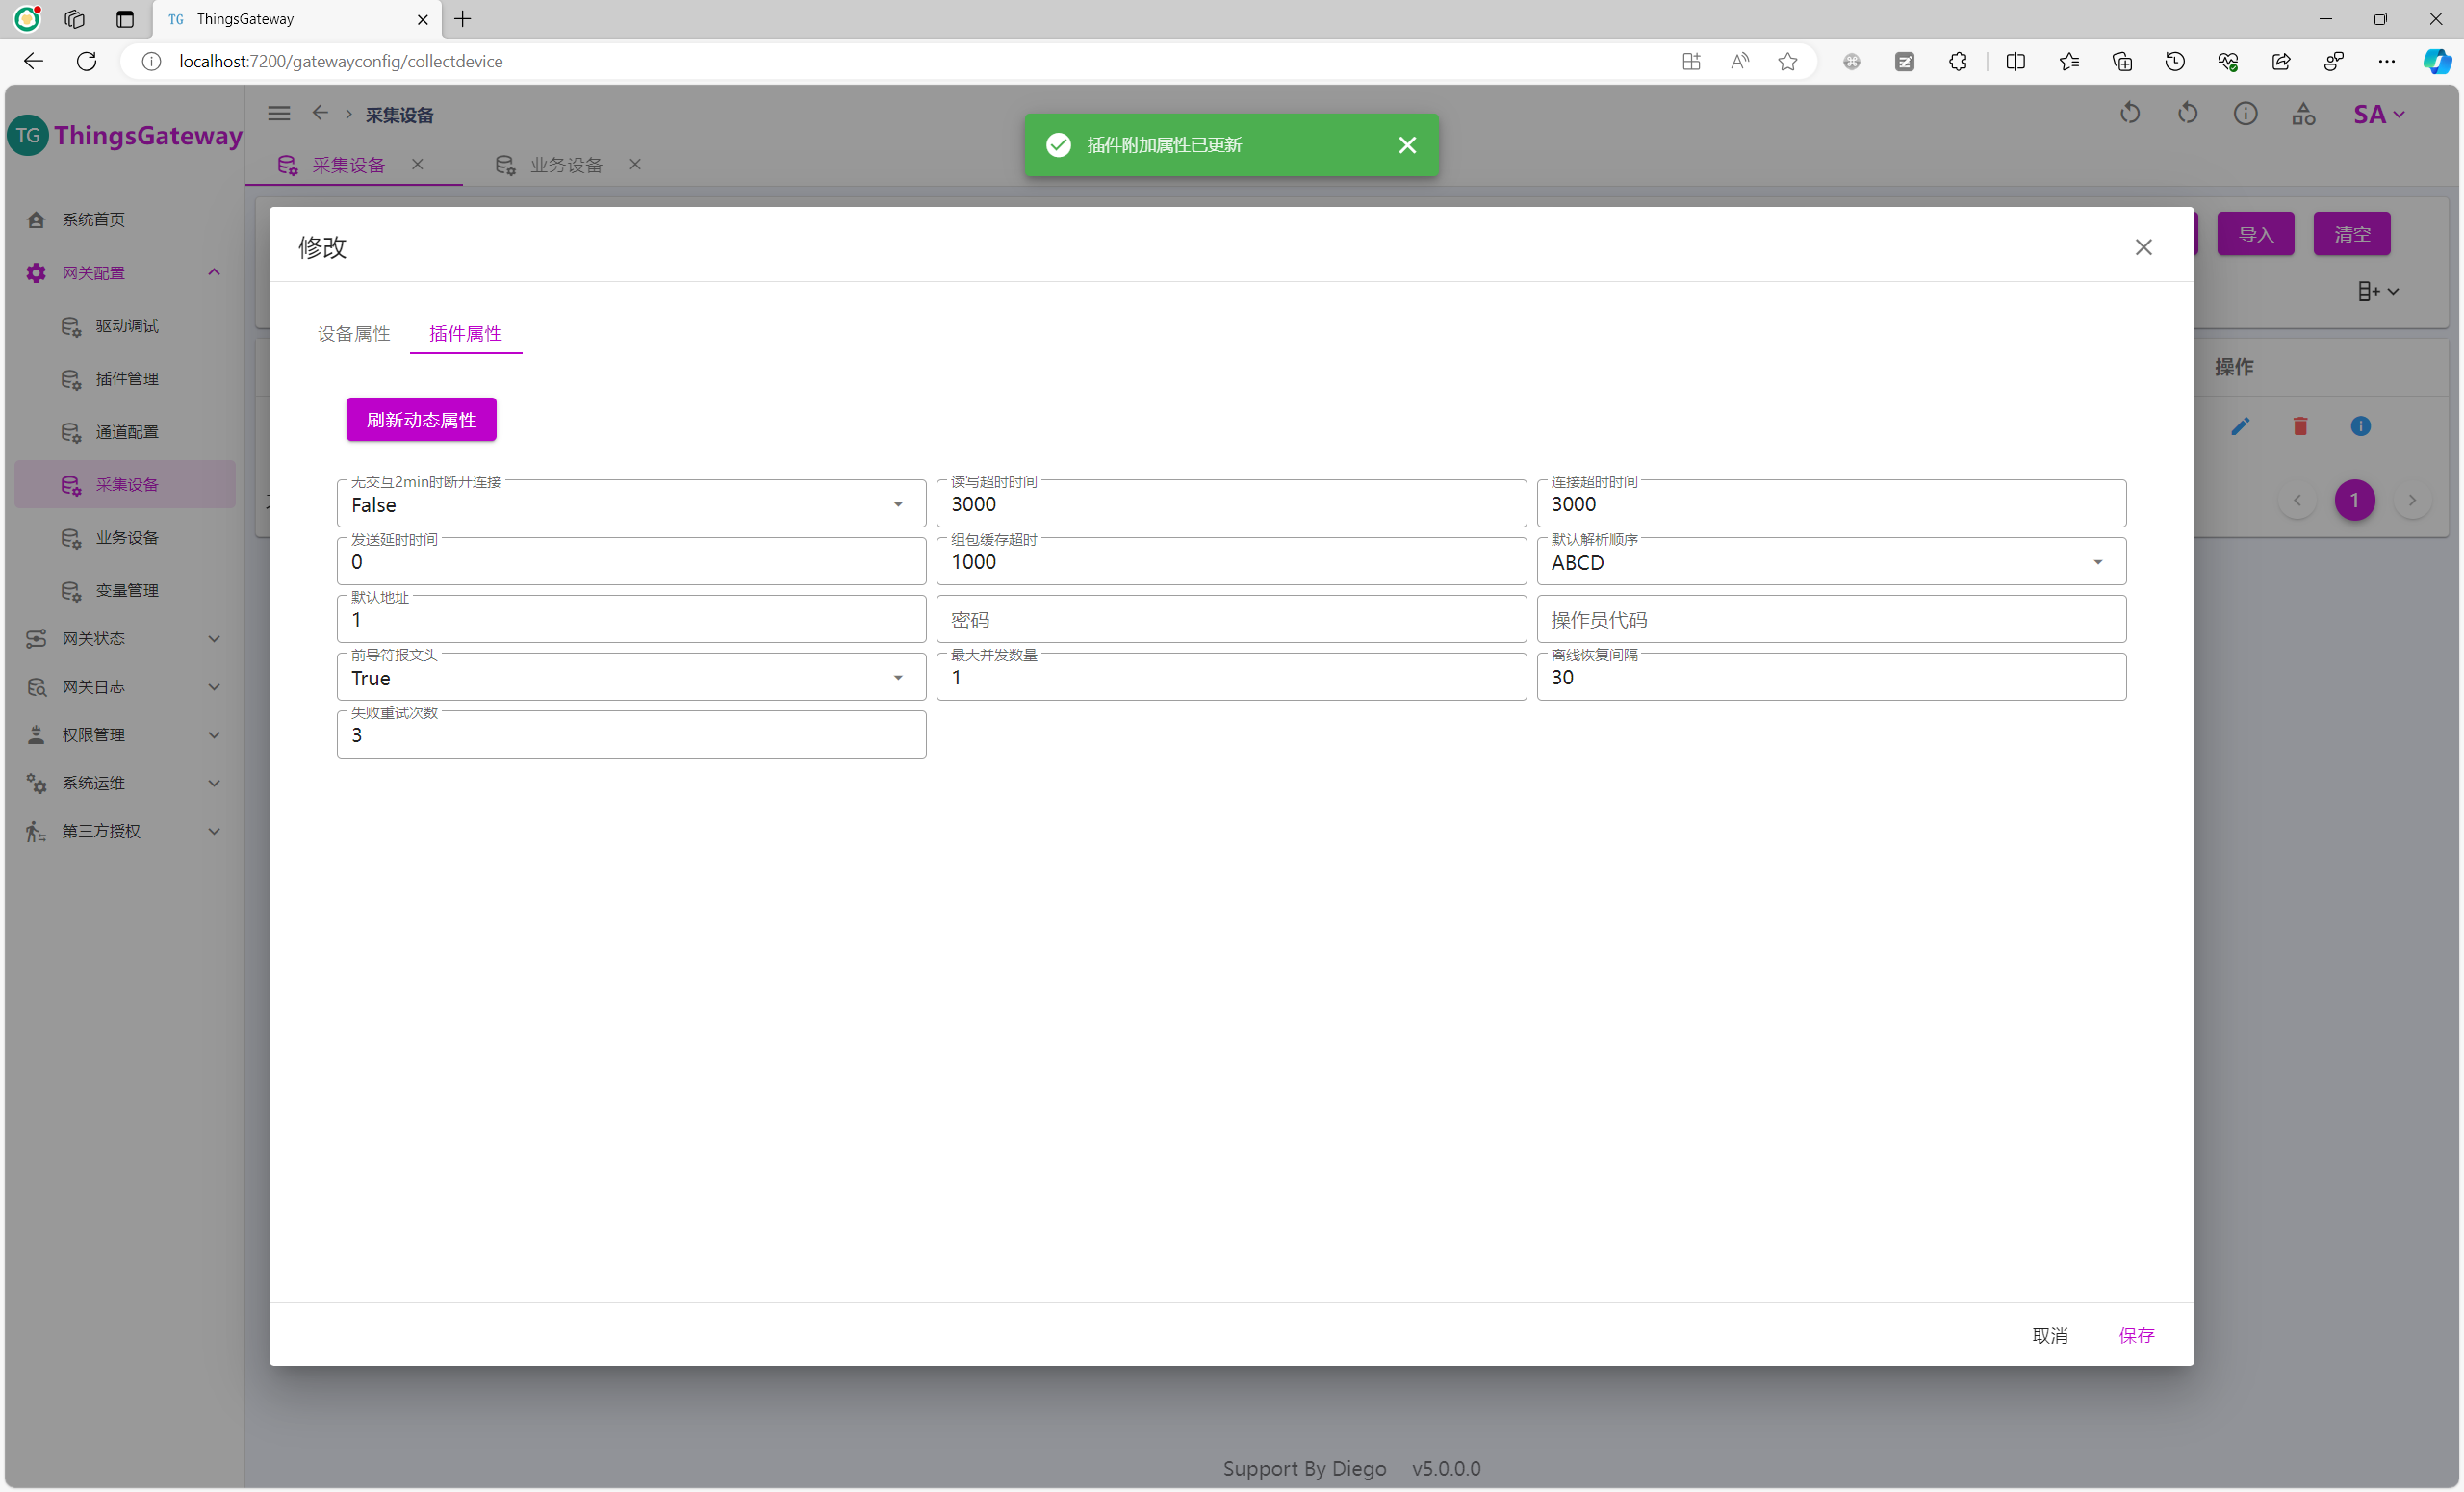 TG ThingsGateway
localhost:7200/gatewayconfig/collectdevice
TG ThingsGateway
采集设备
SA
采集设备
业务设备
插件附加属性已更新
系统首页
网关配置
驱动调试
插件管理
通道配置
采集设备
业务设备
变量管理
网关状态
网关日志
权限管理
系统运维
第三方授权
导入
清空
操作
1
修改
设备属性
插件属性
刷新动态属性
无交互2min时断开连接
False
读写超时时间
3000
连接超时时间
3000
发送延时时间
0
组包缓存超时
1000
默认解析顺序
ABCD
默认地址
1
密码
操作员代码
前导符报文头
True
最大并发数量
1
离线恢复间隔
30
失败重试次数
3
取消
保存
Support By Diego v5.0.0.0